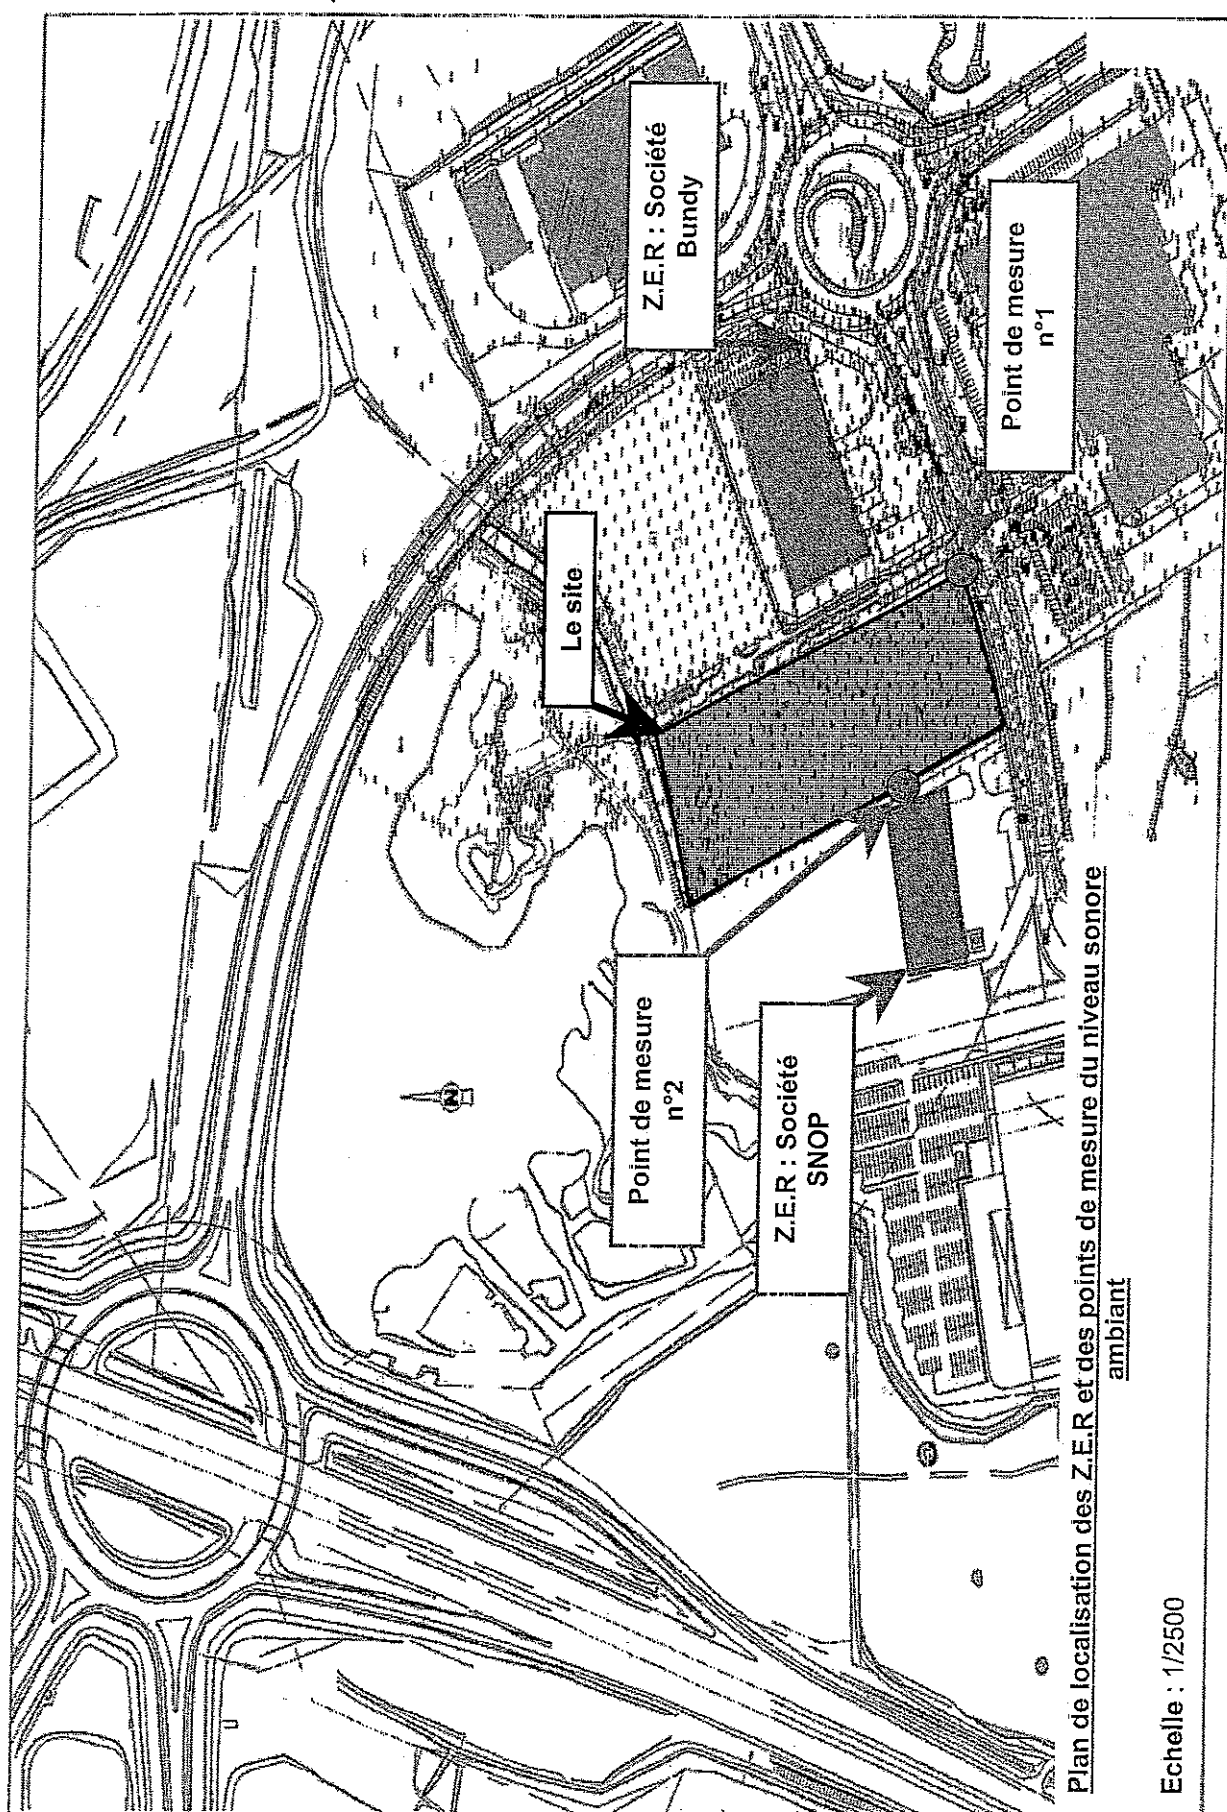 Z.E.R : Société
Bundy
Le site
Point de mesure
n°1
Point de mesure
n°2
N
Z.E.R : Société
SNOP
Plan de localisation des Z.E.R et des points de mesure du niveau sonore
ambiant
Echelle : 1/2500